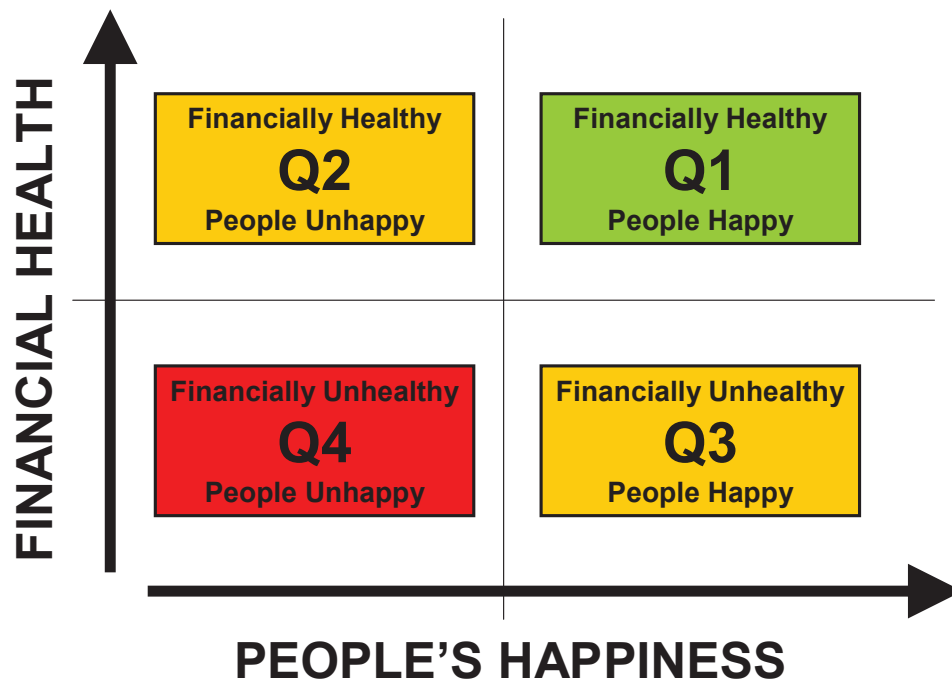 FINANCIAL HEALTH
Financially Healthy
Q2
People Unhappy
Financially Healthy
Q1
People Happy
Financially Unhealthy
Q4
People Unhappy
Financially Unhealthy
Q3
People Happy
PEOPLE’S HAPPINESS